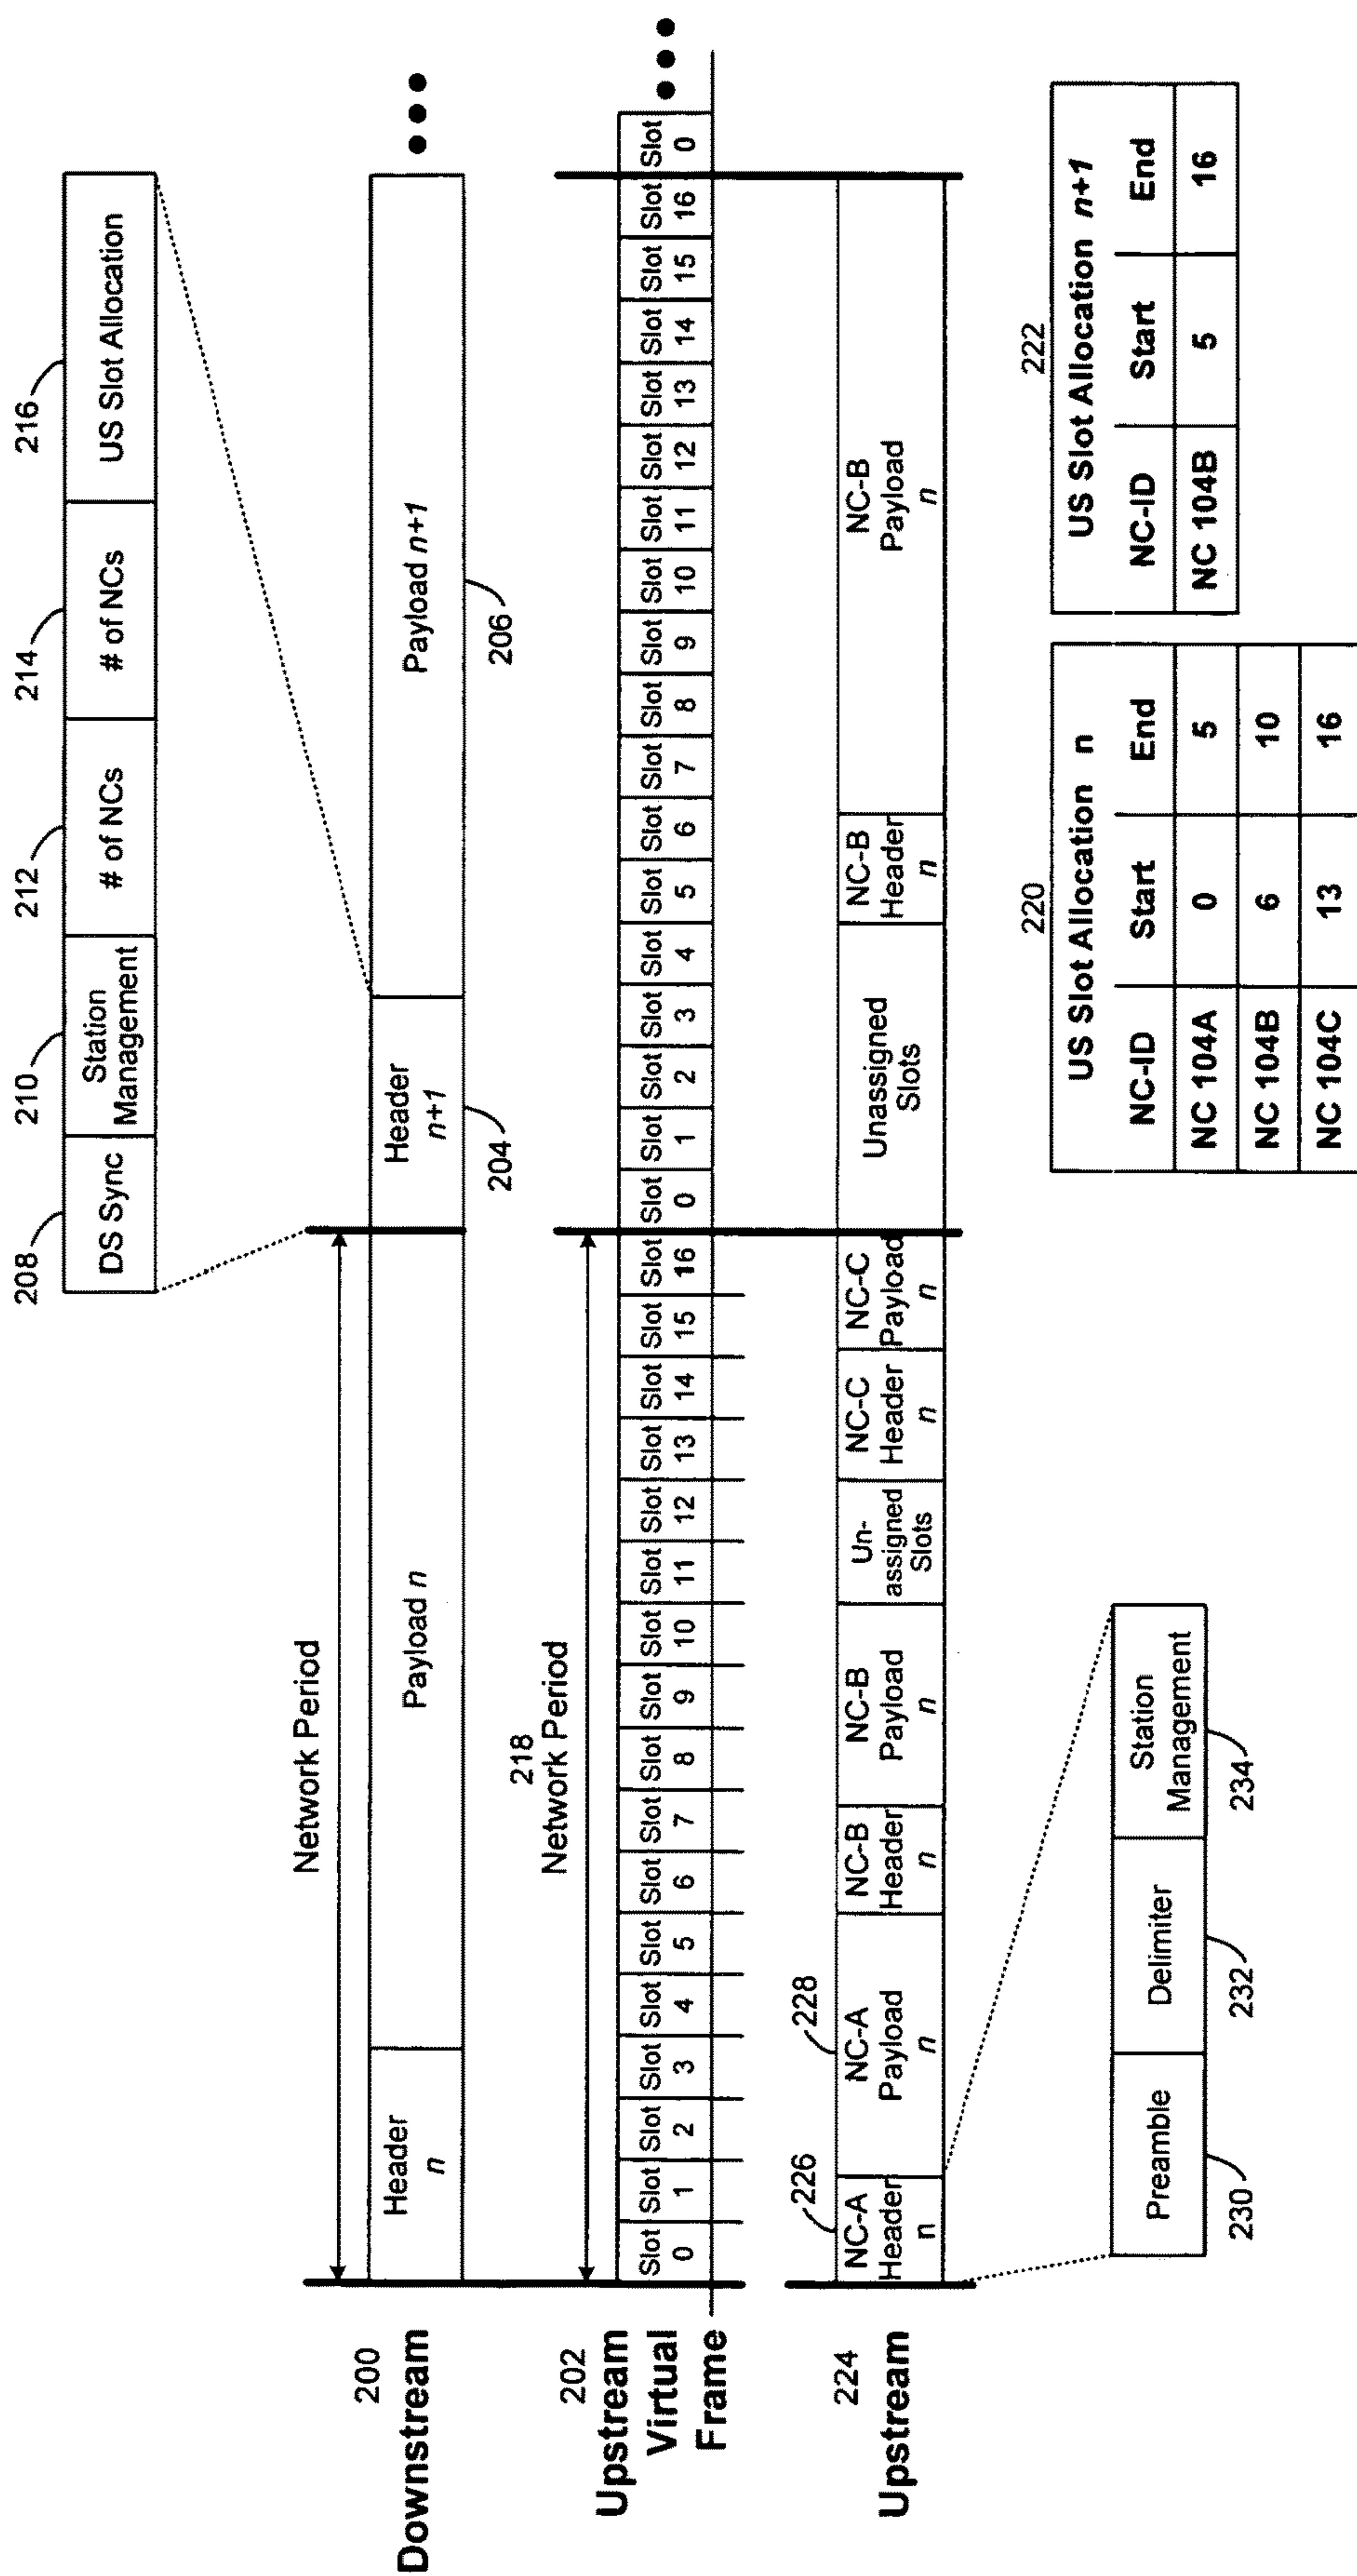 208
210
212
214
216
DS Sync
Station
Management
# of NCs
# of NCs
US Slot Allocation
Network Period
200
Downstream
Header
n
Payload n
Header
n+1
Payload n+1
204
206
218
Network Period
202
Upstream
Virtual
Frame
Slot Slot Slot Slot Slot Slot Slot Slot Slot Slot Slot Slot Slot Slot Slot Slot Slot Slot Slot Slot Slot Slot Slot Slot Slot Slot Slot Slot Slot Slot Slot Slot Slot Slot Slot
0 1 2 3 4 5 6 7 8 9 10 11 12 13 14 15 16 0 1 2 3 4 5 6 7 8 9 10 11 12 13 14 15 16 0
226
228
224
Upstream
NC-A
Header
n
NC-A
Payload
n
NC-B
Header
n
NC-B
Payload
n
Un-
assigned
Slots
NC-C
Header
n
NC-C
Payload
n
Unassigned
Slots
NC-B
Header
n
NC-B
Payload
n
Preamble
Delimiter
Station
Management
230
232
234
220
US Slot Allocation n
NC-ID Start End
NC 104A 0 5
NC 104B 6 10
NC 104C 13 16
222
US Slot Allocation n+1
NC-ID Start End
NC 104B 5 16